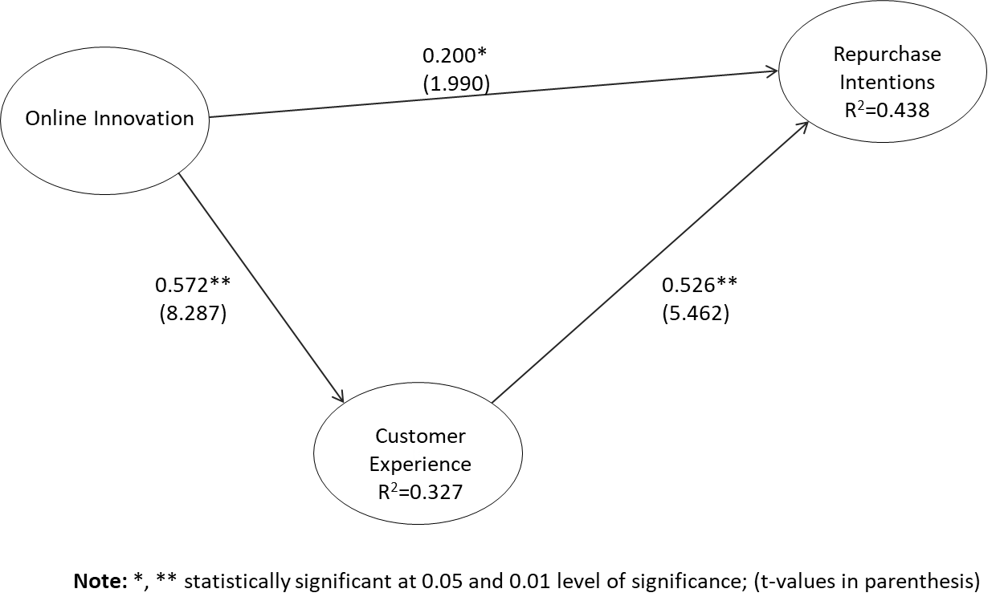 0.200*
(1.990)
Repurchase
Intentions
R²=0.438
Online Innovation
0.572**
(8.287)
0.526**
(5.462)
Customer
Experience
R²=0.327
Note: *, ** statistically significant at 0.05 and 0.01 level of significance; (t-values in parenthesis)